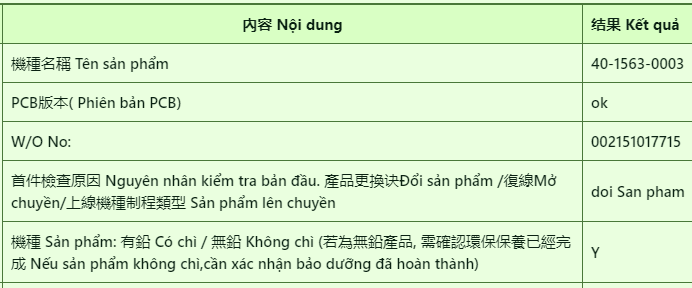 內容 Nội dung
结果 Kết quả
機種名稱 Tên sản phẩm
40-1563-0003
PCB版本( Phiên bản PCB)
ok
W/O No:
002151017715
首件檢查原因 Nguyên nhân kiểm tra bản đầu. 產品更换诀Đổi sản phẩm /復線Mở
chuyền/上線機種制程類型 Sản phẩm lên chuyền
doi San pham
機種 Sản phẩm: 有鉛 Có chì / 無鉛 Không chì (若為無鉛產品, 需確認環保保養已經完
成 Nếu sản phẩm không chì,cần xác nhận bảo dưỡng đã hoàn thành)
Y